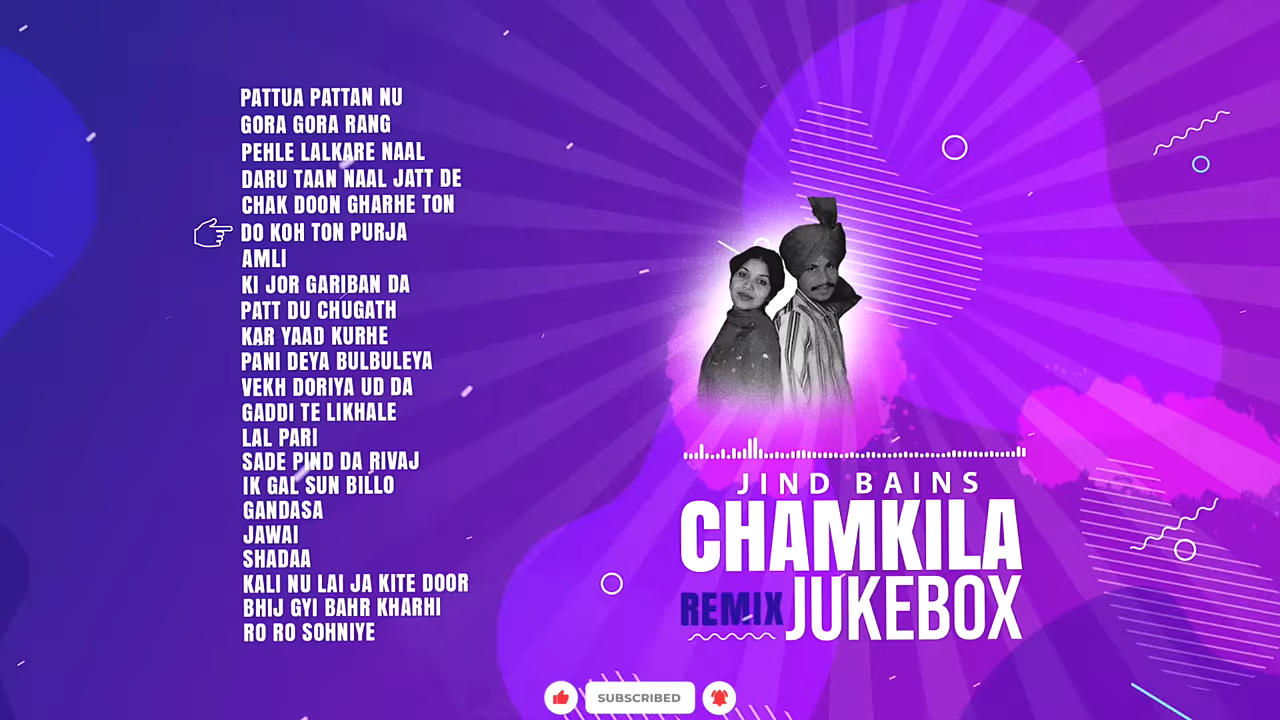 PATTUA PATTAN NU
GORA GORA RANG
PEHLE LALKARE NAAL
DARU TAAN NAAL JATT DE
CHAK DOON GHARHE TON
DO KOH TON PURJA
AMLI
KI JOR GARIBAN DA
PATT DU CHUGATH
KAR YAAD KURHE
PANI DEYA BULBULEYA
VEKH DORIYA UD DA
GADDI TE LIKHALE
LAL PARI
SADE PIND DA RIVAJ
IK GAL SUN BILLO
GANDASA
JAWAI
SHADAA
KALI NU LAI JA KITE DOOR
BHIJ GYI BAHR KHARHI
RO RO SOHNIYE
JIND BAINS
CHAMKILA
REMIX JUKEBOX
SUBSCRIBED